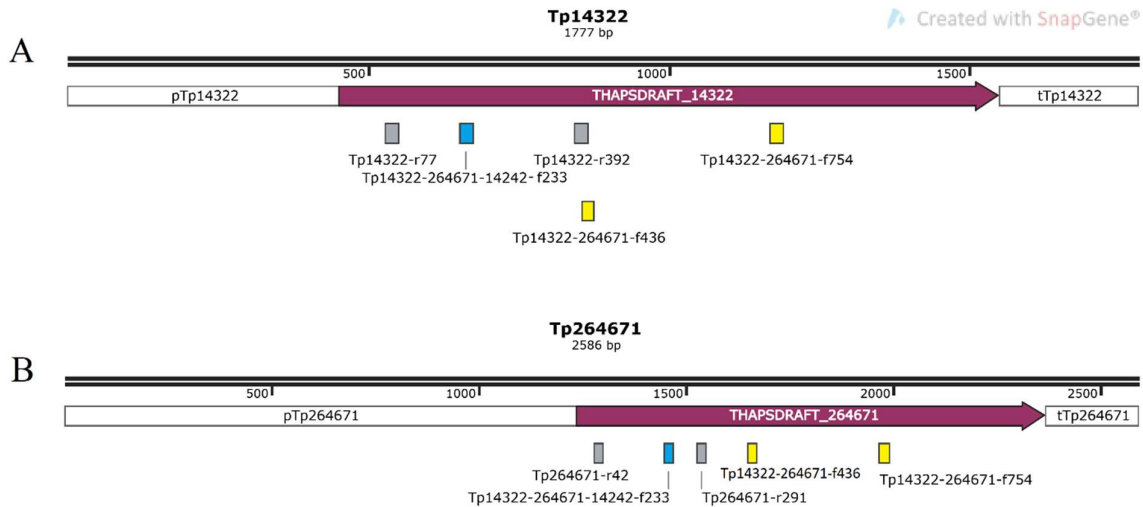 Tp14322
1777 bp
Created with SnapGene®
A
500 1000 1500
pTp14322 THAPSDRAFT_14322 tTp14322
Tp14322-r77 Tp14322-r392 Tp14322-264671-f754
Tp14322-264671-14242-f233
Tp14322-264671-f436
Tp264671
2586 bp
B
500 1000 1500 2000 2500
pTp264671 THAPSDRAFT_264671 tTp264671
Tp264671-r42 Tp14322-264671-f436 Tp14322-264671-f754
Tp14322-264671-14242-f233 Tp264671-r291